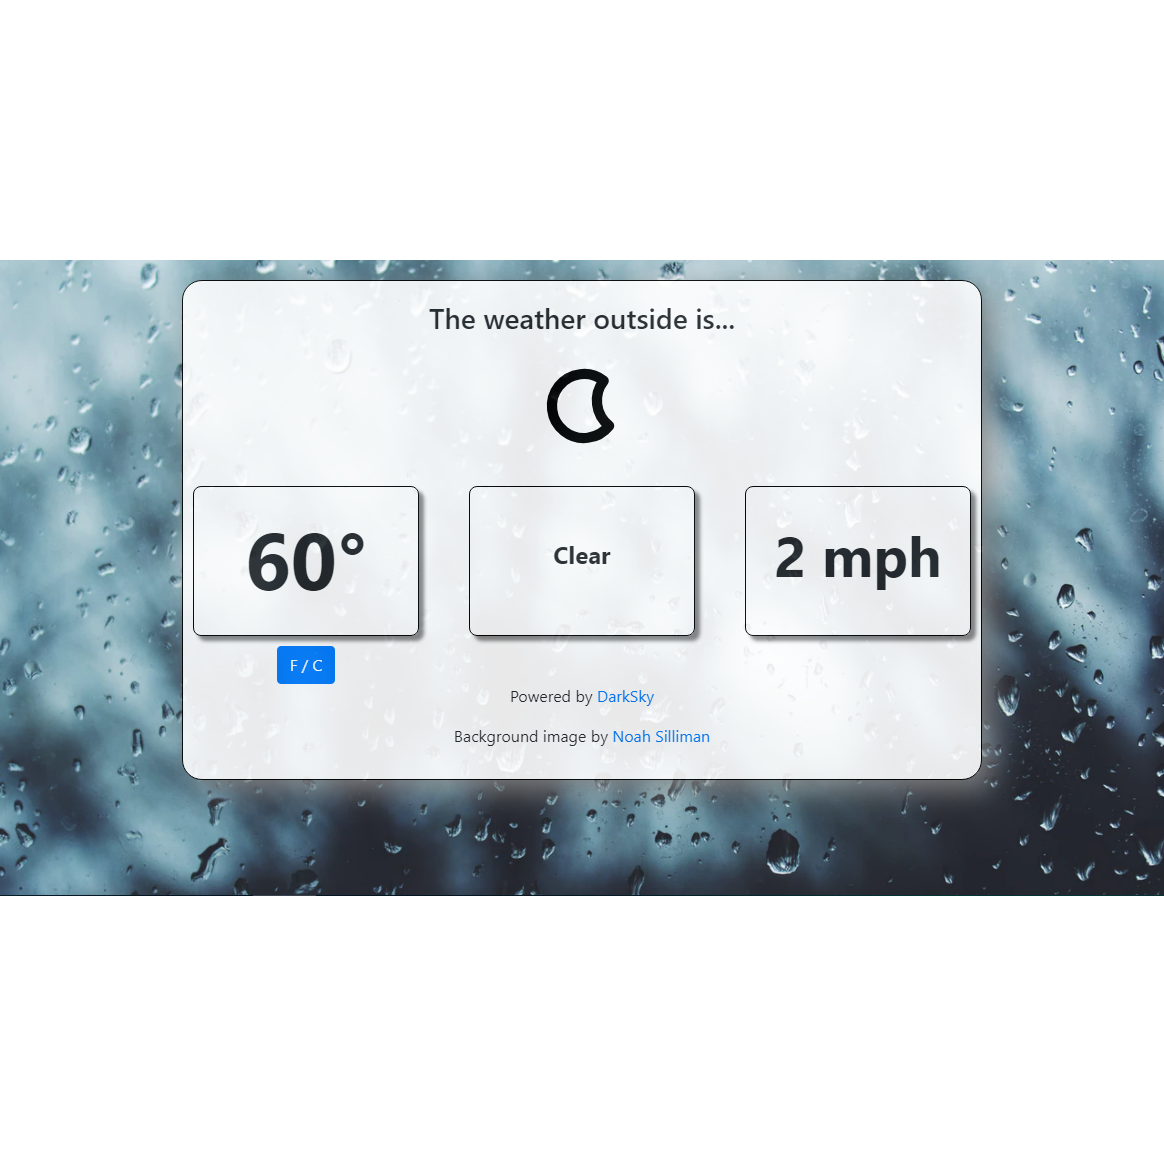 The weather outside is...
60°
Clear
2 mph
F / C
Powered by DarkSky
Background image by Noah Silliman